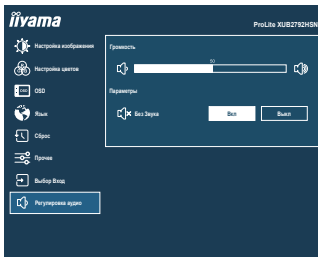 iiyama
ProLite XUB2792HSN
Настройка изображения
Настройка цветов
OSD
OSD
Язык
Сброс
Прочее
Выбор Вход
Регулировка аудио
Громкость
50
Параметры
Без Звука
Вкл
Выкл